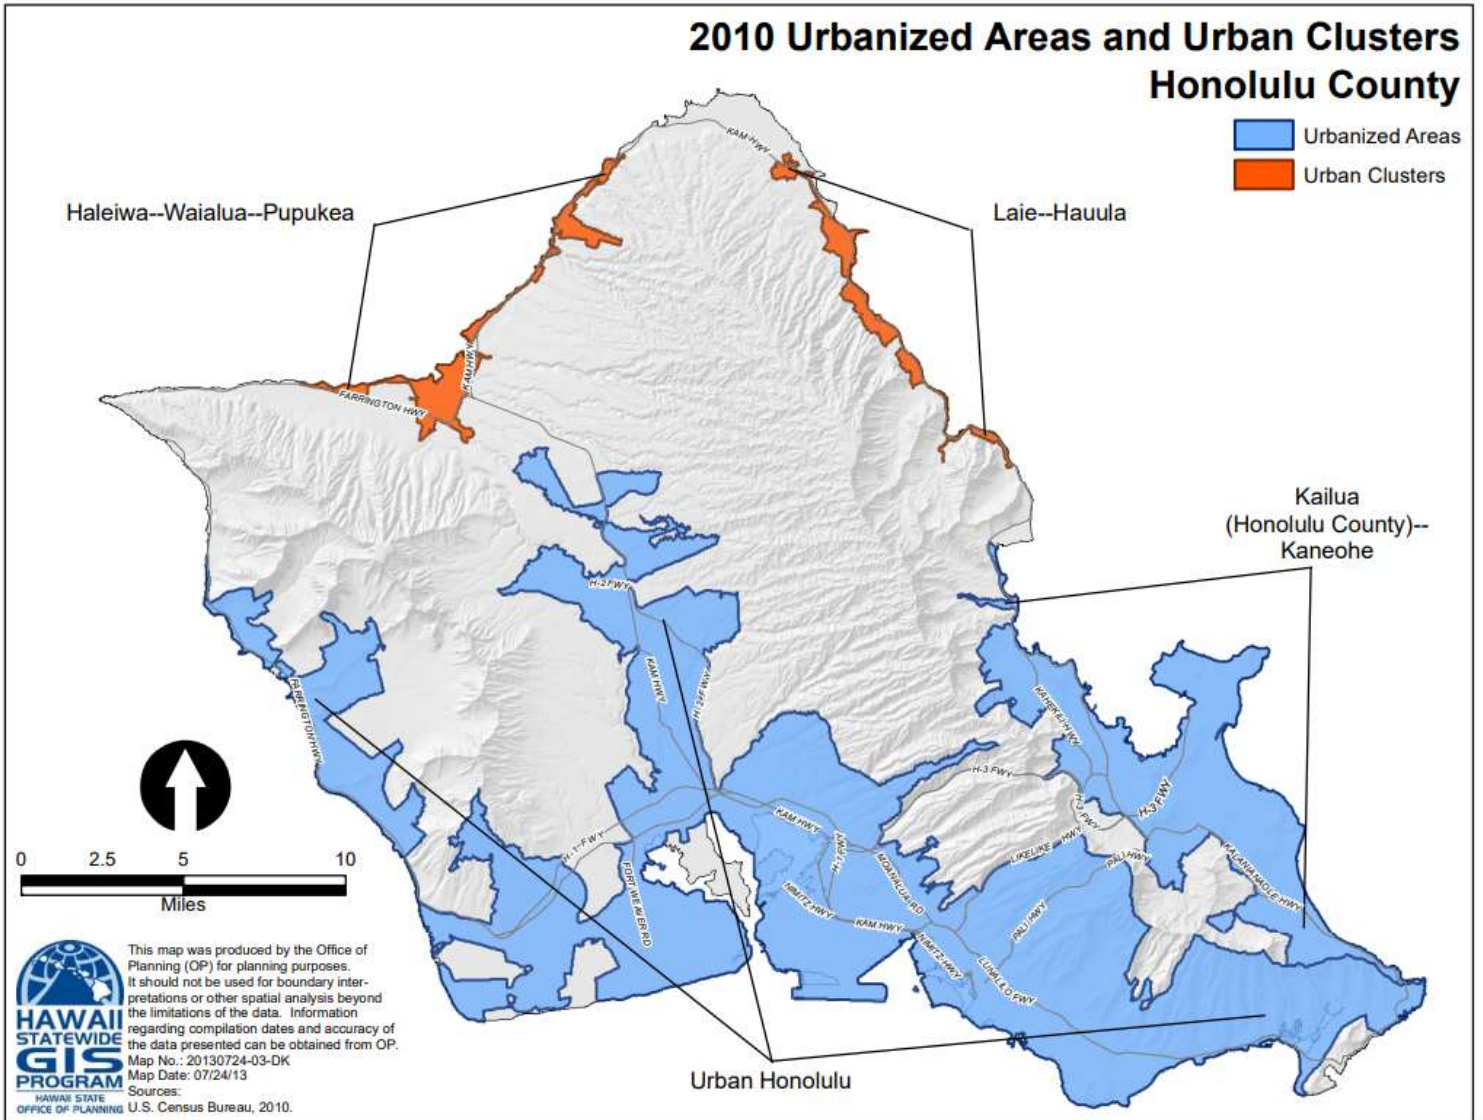 2010 Urbanized Areas and Urban Clusters
Honolulu County
Urbanized Areas
Urban Clusters
KAM HWY
Haleiwa--Waialua--Pupukea
Laie--Hauula
KAM HWY
FARRINGTON HWY
Kailua
(Honolulu County)--
Kaneohe
H-2 FWY
KAM HWY
H-2 FWY
FARRINGTON HWY
KAHEKILI HWY
H-3 FWY
H-3 FWY
H-3 FWY
KAM HWY
H-1 FWY
H-1 FWY
LIKELIKE HWY
PALI HWY
KALANIANAOLE HWY
MOANALUA RD
FORT WEAVER RD
NIMITZ HWY
KAM HWY
PALI HWY
NIMITZ HWY
LUNALILO FWY
0 2.5 5 10
Miles
This map was produced by the Office of
Planning (OP) for planning purposes.
It should not be used for boundary inter-
pretations or other spatial analysis beyond
the limitations of the data. Information
regarding compilation dates and accuracy of
the data presented can be obtained from OP.
Map No.: 20130724-03-DK
Map Date: 07/24/13
Sources:
U.S. Census Bureau, 2010.
HAWAII
STATEWIDE
GIS
PROGRAM
HAWAII STATE
OFFICE OF PLANNING
Urban Honolulu